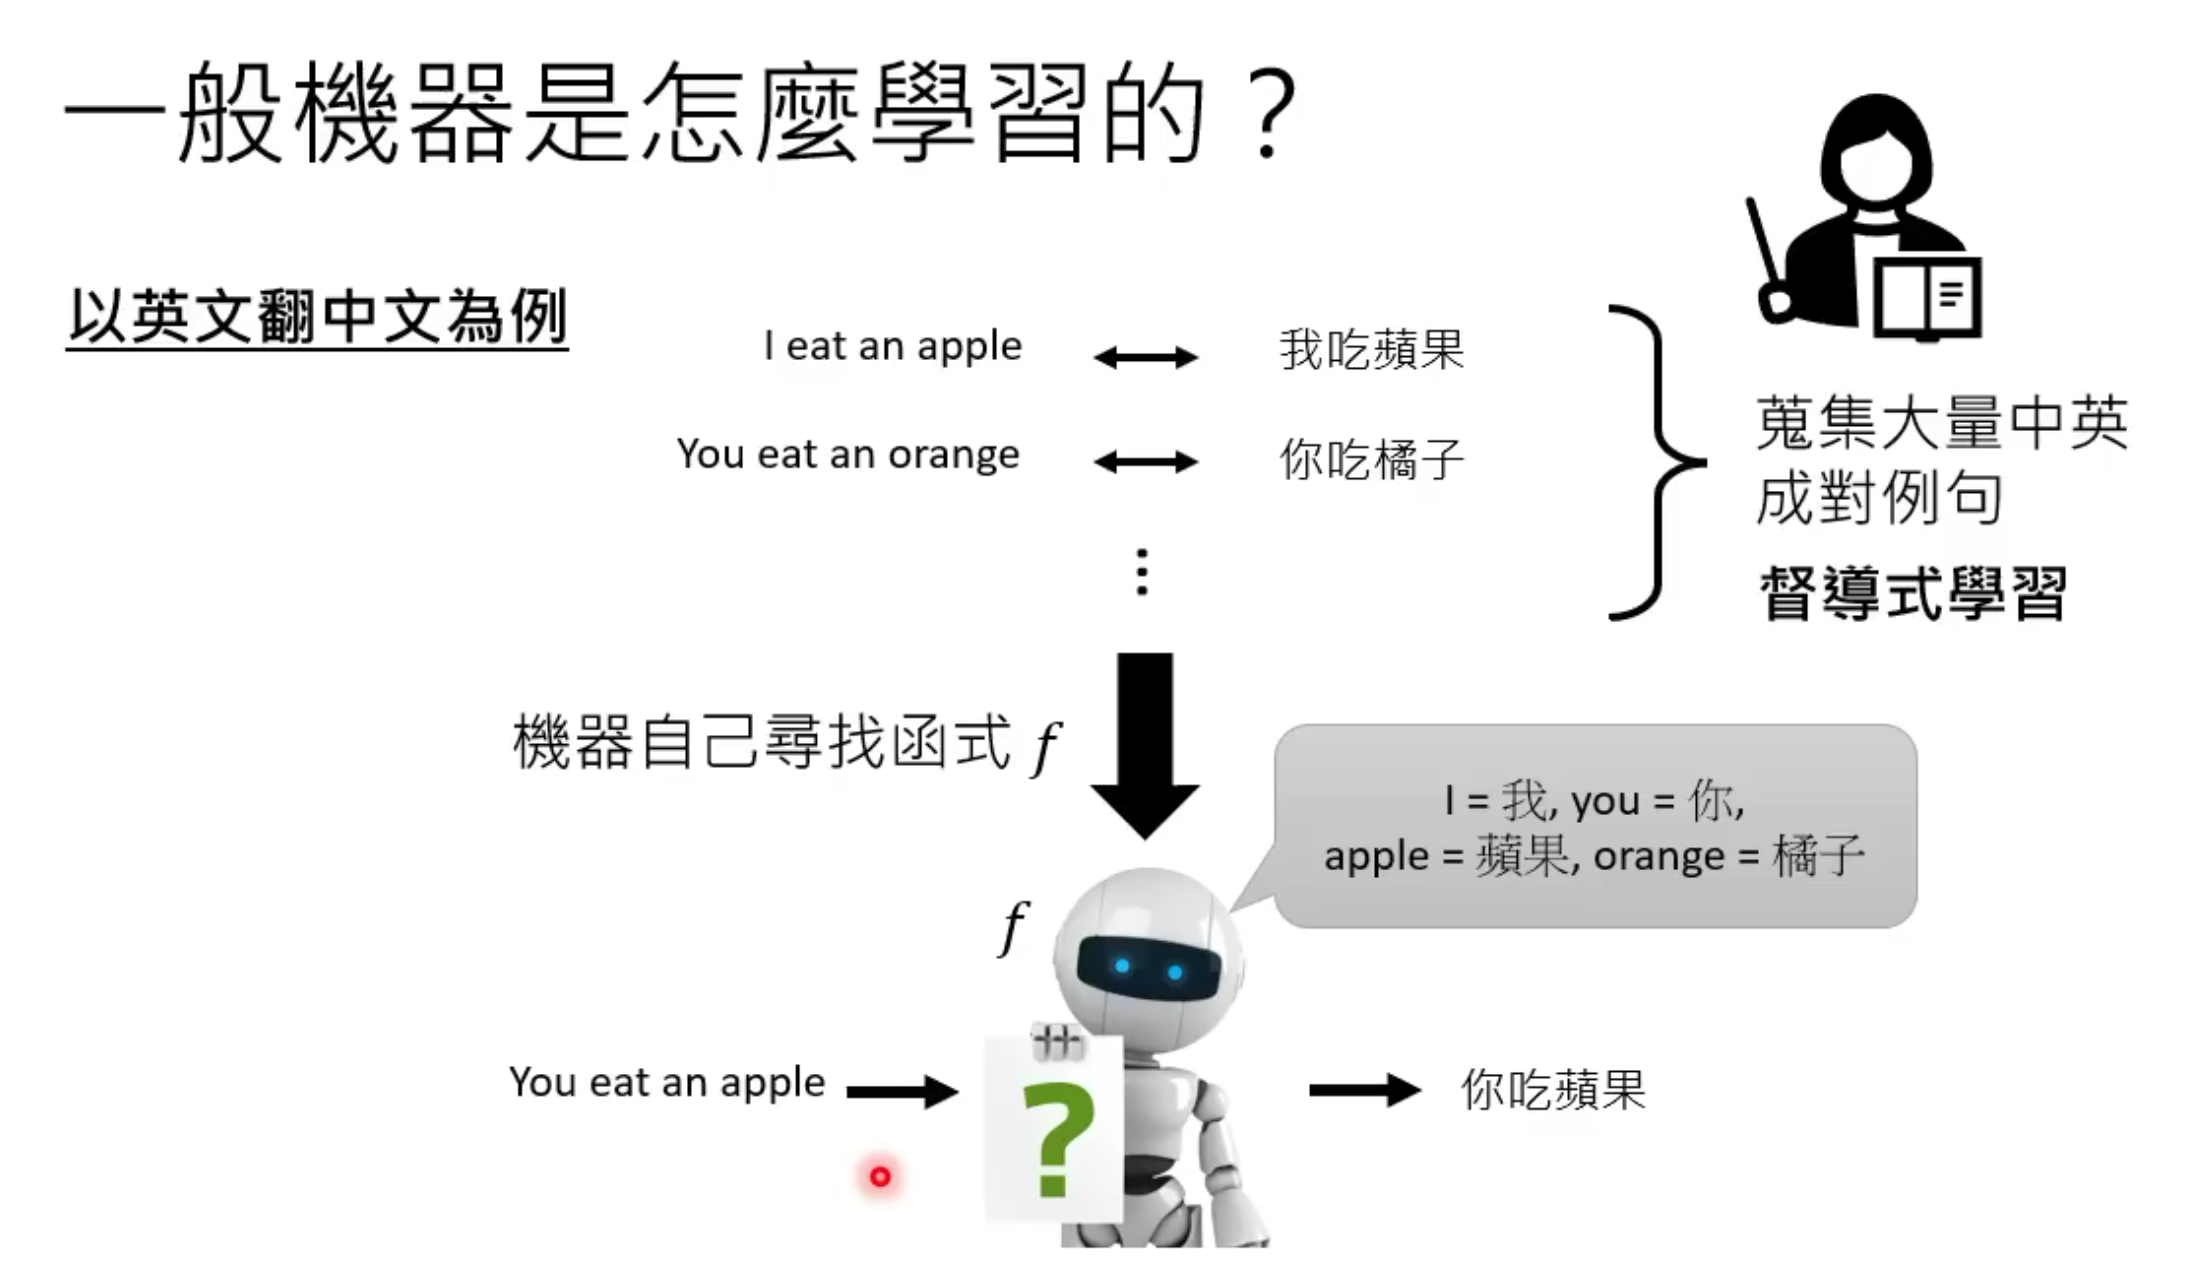 一般機器是怎麼學習的？
以英文翻中文為例
I eat an apple
我吃蘋果
You eat an orange
你吃橘子
⋮
蒐集大量中英
成對例句
督導式學習
機器自己尋找函式 f
I = 我, you = 你,
apple = 蘋果, orange = 橘子
f
You eat an apple
?
你吃蘋果